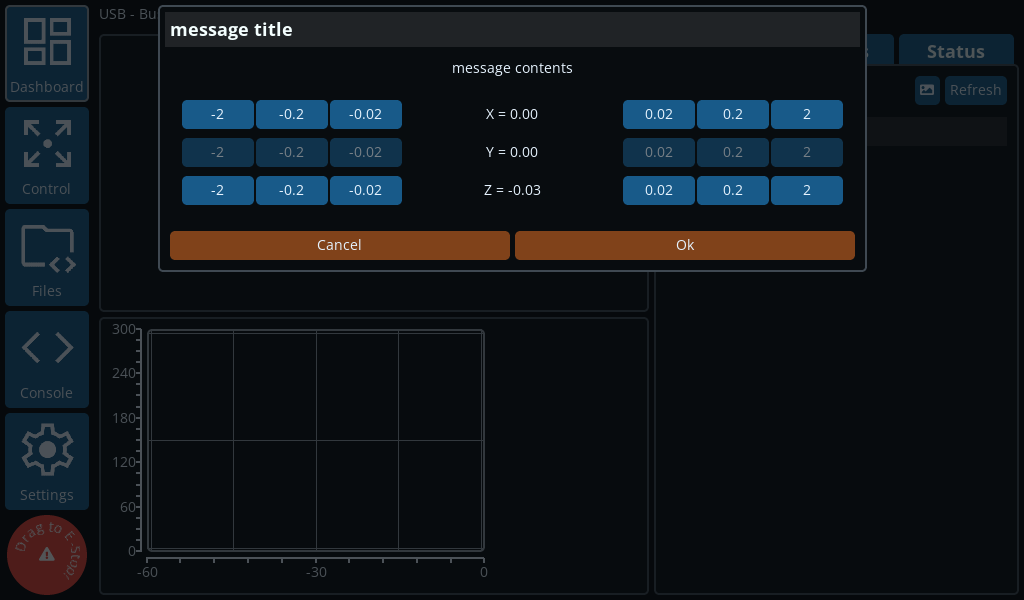 USB - Bu
message title
message contents
-2 -0.2 -0.02 X = 0.00 0.02 0.2 2
-2 -0.2 -0.02 Y = 0.00 0.02 0.2 2
-2 -0.2 -0.02 Z = -0.03 0.02 0.2 2
Cancel Ok
Status
Refresh
Dashboard
Control
Files
Console
Settings
Drag to E-Stop!
300
240
180
120
60
0
-60 -30 0